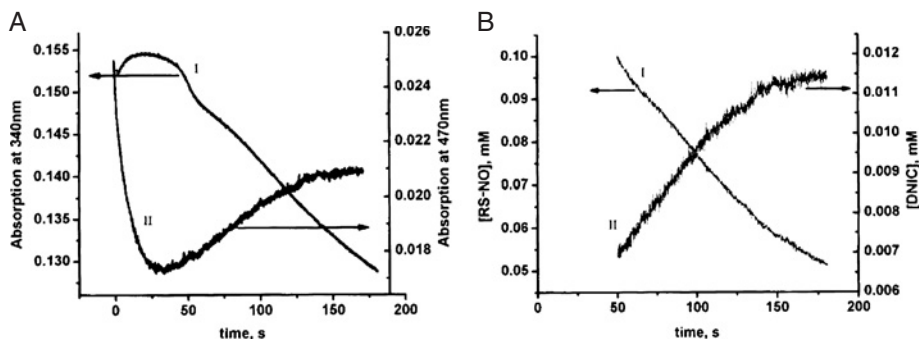 A
Absorption at 340nm
0.155
0.150
0.145
0.140
0.135
0.130
I
II
0.026
0.024
0.022
0.020
0.018
Absorption at 470nm
0
50
100
150
200
time, s
B
[RS-NO], mM
0.10
0.09
0.08
0.07
0.06
0.05
I
II
0.012
0.011
0.010
0.009
0.008
0.007
0.006
[DNIC], mM
0
50
100
150
200
time, s